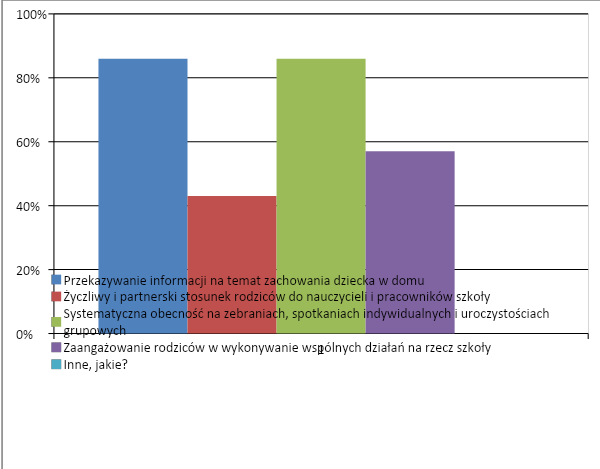 100%
80%
60%
40%
20%
0%
Przekazywanie informacji na temat zachowania dziecka w domu
Życzliwy i partnerski stosunek rodziców do nauczycieli i pracowników szkoły
Systematyczna obecność na zebraniach, spotkaniach indywidualnych i uroczystościach
grupowych
Zaangażowanie rodziców w wykonywanie wspólnych działań na rzecz szkoły
1
Inne, jakie?